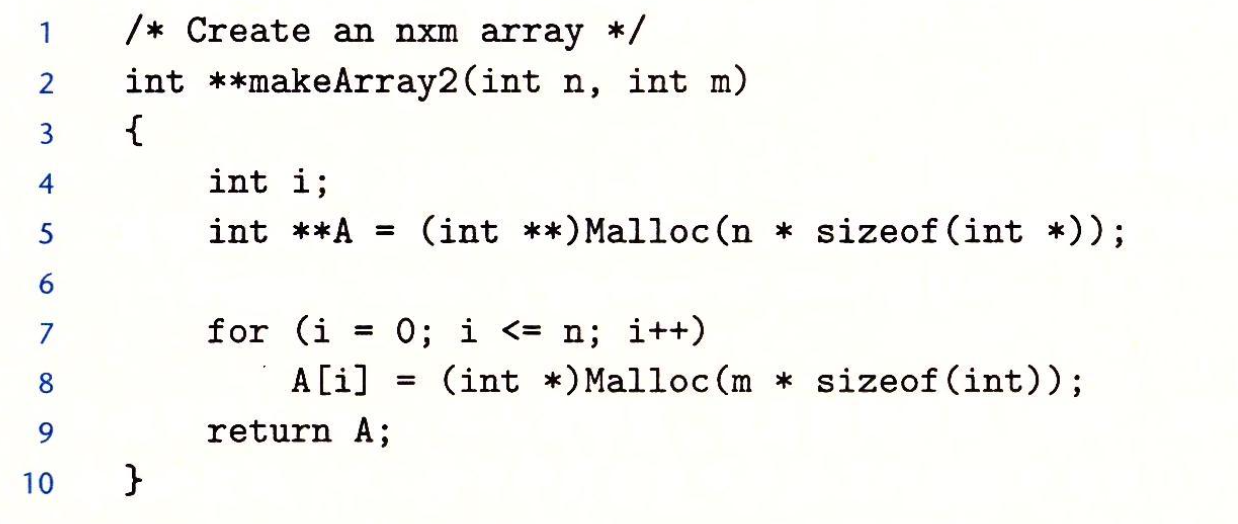 1 /* Create an nxm array */
2 int **makeArray2(int n, int m)
3 {
4 int i;
5 int **A = (int **)Malloc(n * sizeof(int *));
6
7 for (i = 0; i <= n; i++)
8 A[i] = (int *)Malloc(m * sizeof(int));
9 return A;
10 }